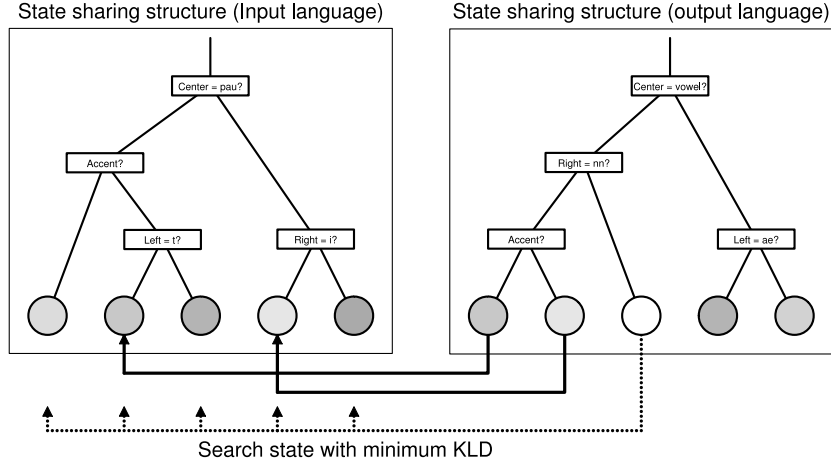 State sharing structure (Input language)
State sharing structure (output language)
Center = pau?
Center = vowel?
Accent?
Right = nn?
Left = t?
Right = i?
Accent?
Left = ae?
Search state with minimum KLD